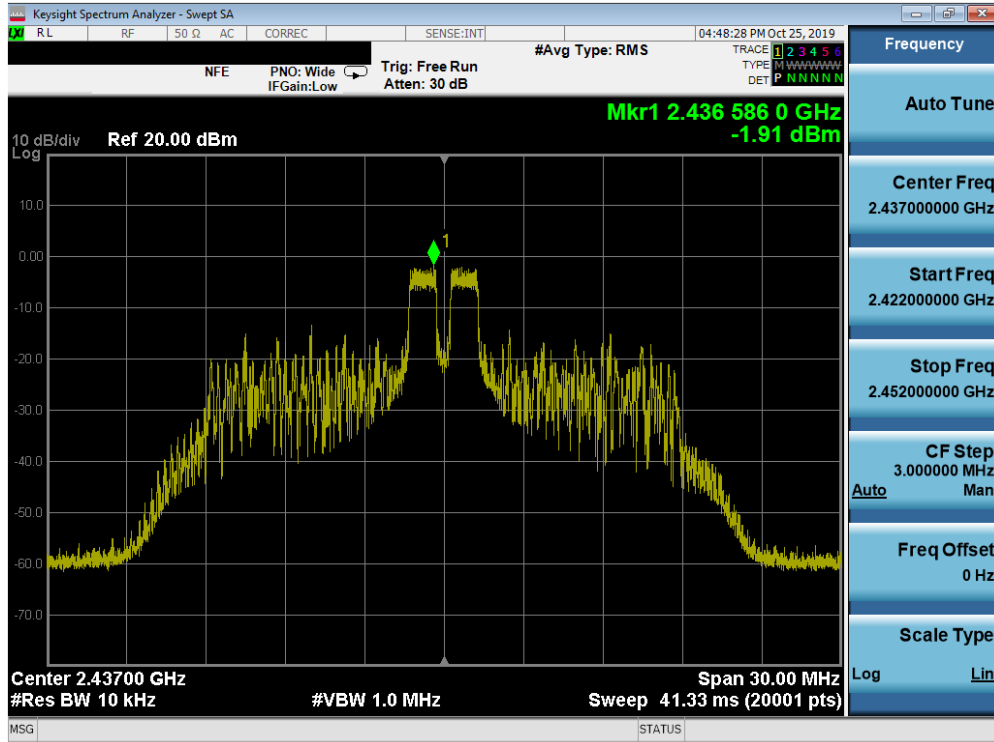 Keysight Spectrum Analyzer - Swept SA
LXI RL RF 50 Ω AC CORREC SENSE:INT 04:48:28 PM Oct 25, 2019
NFE PNO: Wide IFGain:Low
Trig: Free Run
Atten: 30 dB
#Avg Type: RMS
TRACE 1 2 3 4 5 6
TYPE M WWWWW
DET P N N N N N
Mkr1 2.436 586 0 GHz
-1.91 dBm
10 dB/div Ref 20.00 dBm
Log
10.0
0.00
-10.0
-20.0
-30.0
-40.0
-50.0
-60.0
-70.0
1
Center 2.43700 GHz Span 30.00 MHz
#Res BW 10 kHz #VBW 1.0 MHz Sweep 41.33 ms (20001 pts)
MSG STATUS
Frequency
Auto Tune
Center Freq
2.437000000 GHz
Start Freq
2.422000000 GHz
Stop Freq
2.452000000 GHz
CF Step
3.000000 MHz
Auto Man
Freq Offset
0 Hz
Scale Type
Log Lin